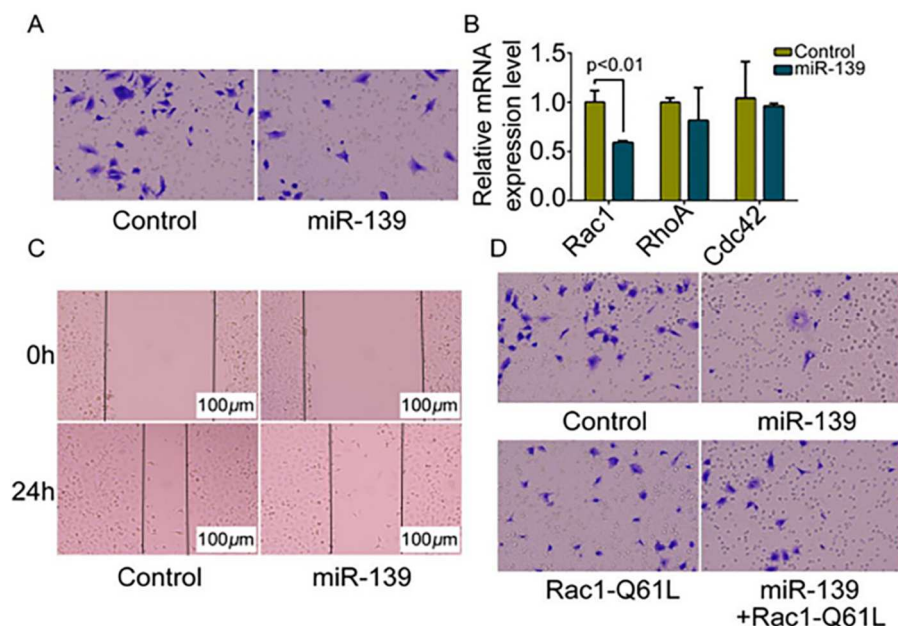 A
Control
miR-139
B
Relative mRNA
expression level
1.5
1.0
0.5
0.0
p<0.01
Control
miR-139
Rac1
RhoA
Cdc42
C
0h
100μm
100μm
24h
100μm
100μm
Control
miR-139
D
Control
miR-139
Rac1-Q61L
miR-139
+Rac1-Q61L